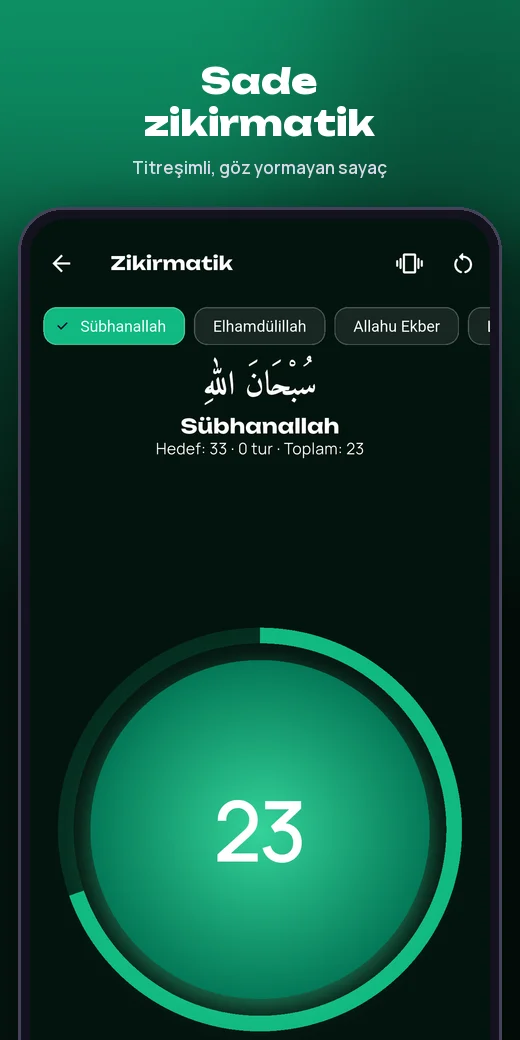 Sade
zikirmatik
Titreşimli, göz yormayan sayaç
Zikirmatik
Sübhanallah
Elhamdülillah
Allahu Ekber
سُبْحَانَ اللّٰهِ
Sübhanallah
Hedef: 33 · 0 tur · Toplam: 23
23